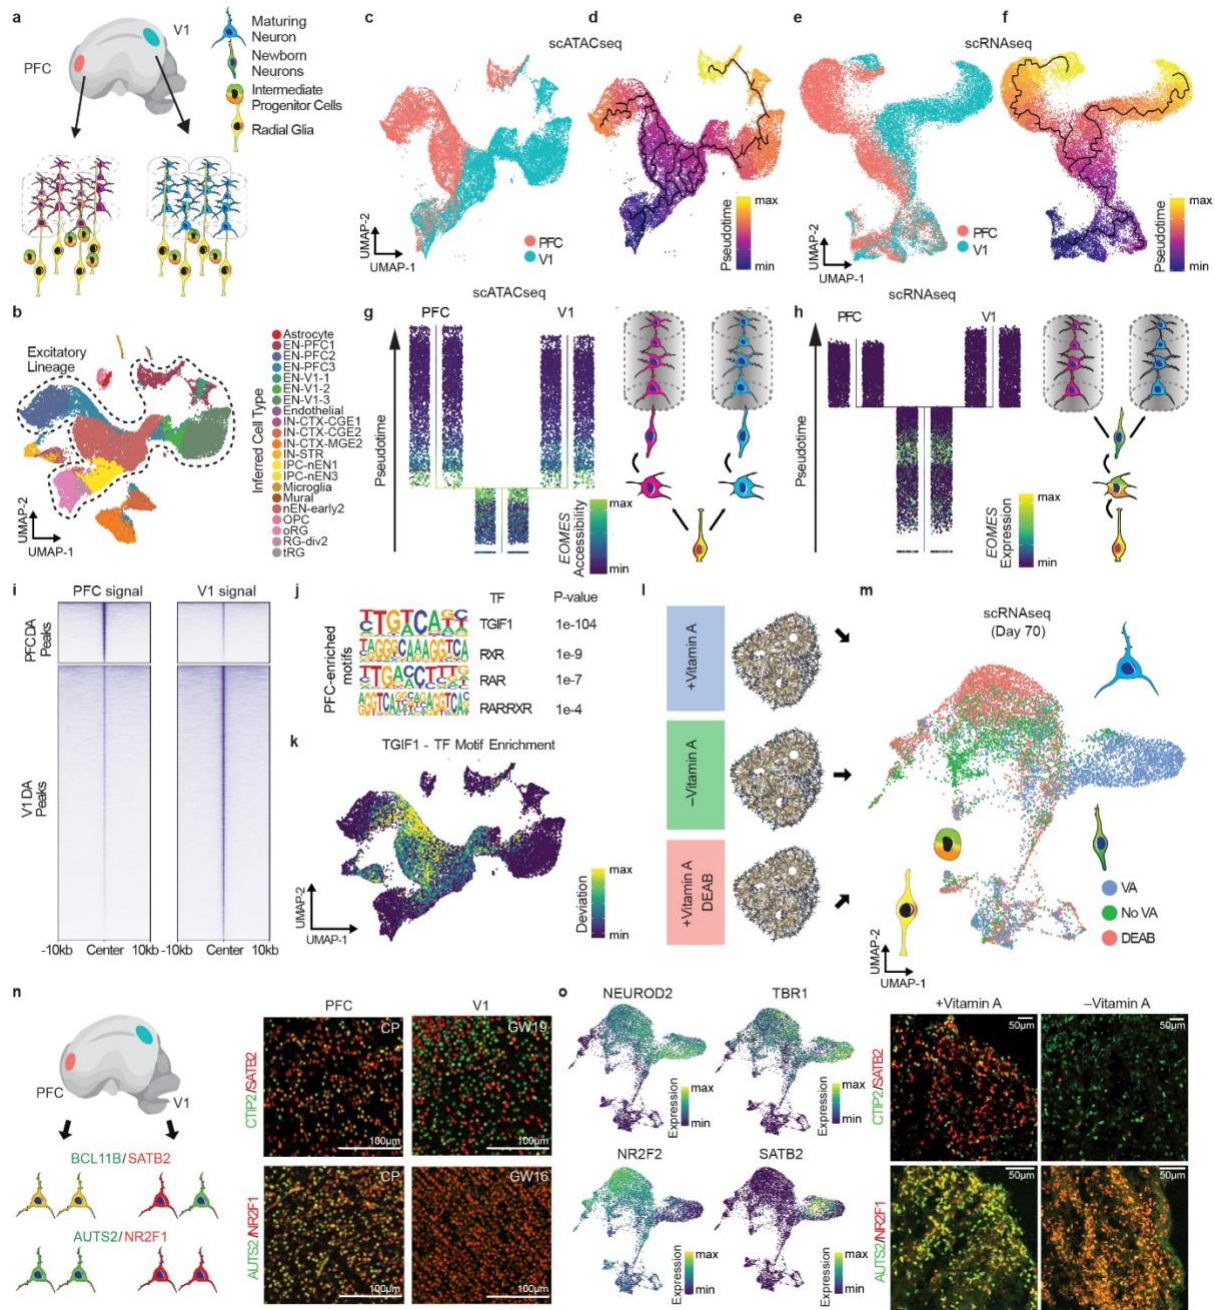 a
V1
PFC
Maturing
Neuron
Newborn
Neurons
Intermediate
Progenitor Cells
Radial Glia
b
Excitatory
Lineage
UMAP-2
UMAP-1
Inferred Cell Type
Astrocyte
EN-PFC1
EN-PFC2
EN-PFC3
EN-V1-1
EN-V1-2
EN-V1-3
Endothelial
IN-CTX-CGE1
IN-CTX-CGE2
IN-CTX-MGE2
IN-STR
IPC-nEN1
IPC-nEN3
Microglia
Mural
nEN-early2
OPC
oRG
RG-div2
tRG
c
d
scATACseq
UMAP-2
UMAP-1
PFC
V1
Pseudotime
max
min
e
f
scRNAseq
UMAP-2
UMAP-1
PFC
V1
Pseudotime
max
min
g
scATACseq
PFC
V1
Pseudotime
EOMES
Accessibility
max
min
h
scRNAseq
PFC
V1
Pseudotime
EOMES
Expression
max
min
i
PFC signal
V1 signal
PFC DA
Peaks
V1 DA
Peaks
-10kb
Center
10kb
-10kb
Center
10kb
j
TF
P-value
PFC-enriched
motifs
TGIF1
1e-104
RXR
1e-9
RAR
1e-7
RAR:RXR
1e-4
k
TGIF1 - TF Motif Enrichment
UMAP-2
UMAP-1
Deviation
max
min
l
+Vitamin A
–Vitamin A
+Vitamin A
DEAB
m
scRNAseq
(Day 70)
VA
No VA
DEAB
UMAP-2
UMAP-1
n
PFC
V1
BCL11B/SATB2
AUTS2/NR2F1
PFC
V1
CTIP2/SATB2
CP
100µm
GW19
100µm
AUTS2/NR2F1
CP
100µm
GW16
100µm
o
NEUROD2
Expression
max
min
TBR1
Expression
max
min
NR2F2
Expression
max
min
SATB2
Expression
max
min
+Vitamin A
–Vitamin A
CTIP2/SATB2
50µm
50µm
AUTS2/NR2F1
50µm
50µm